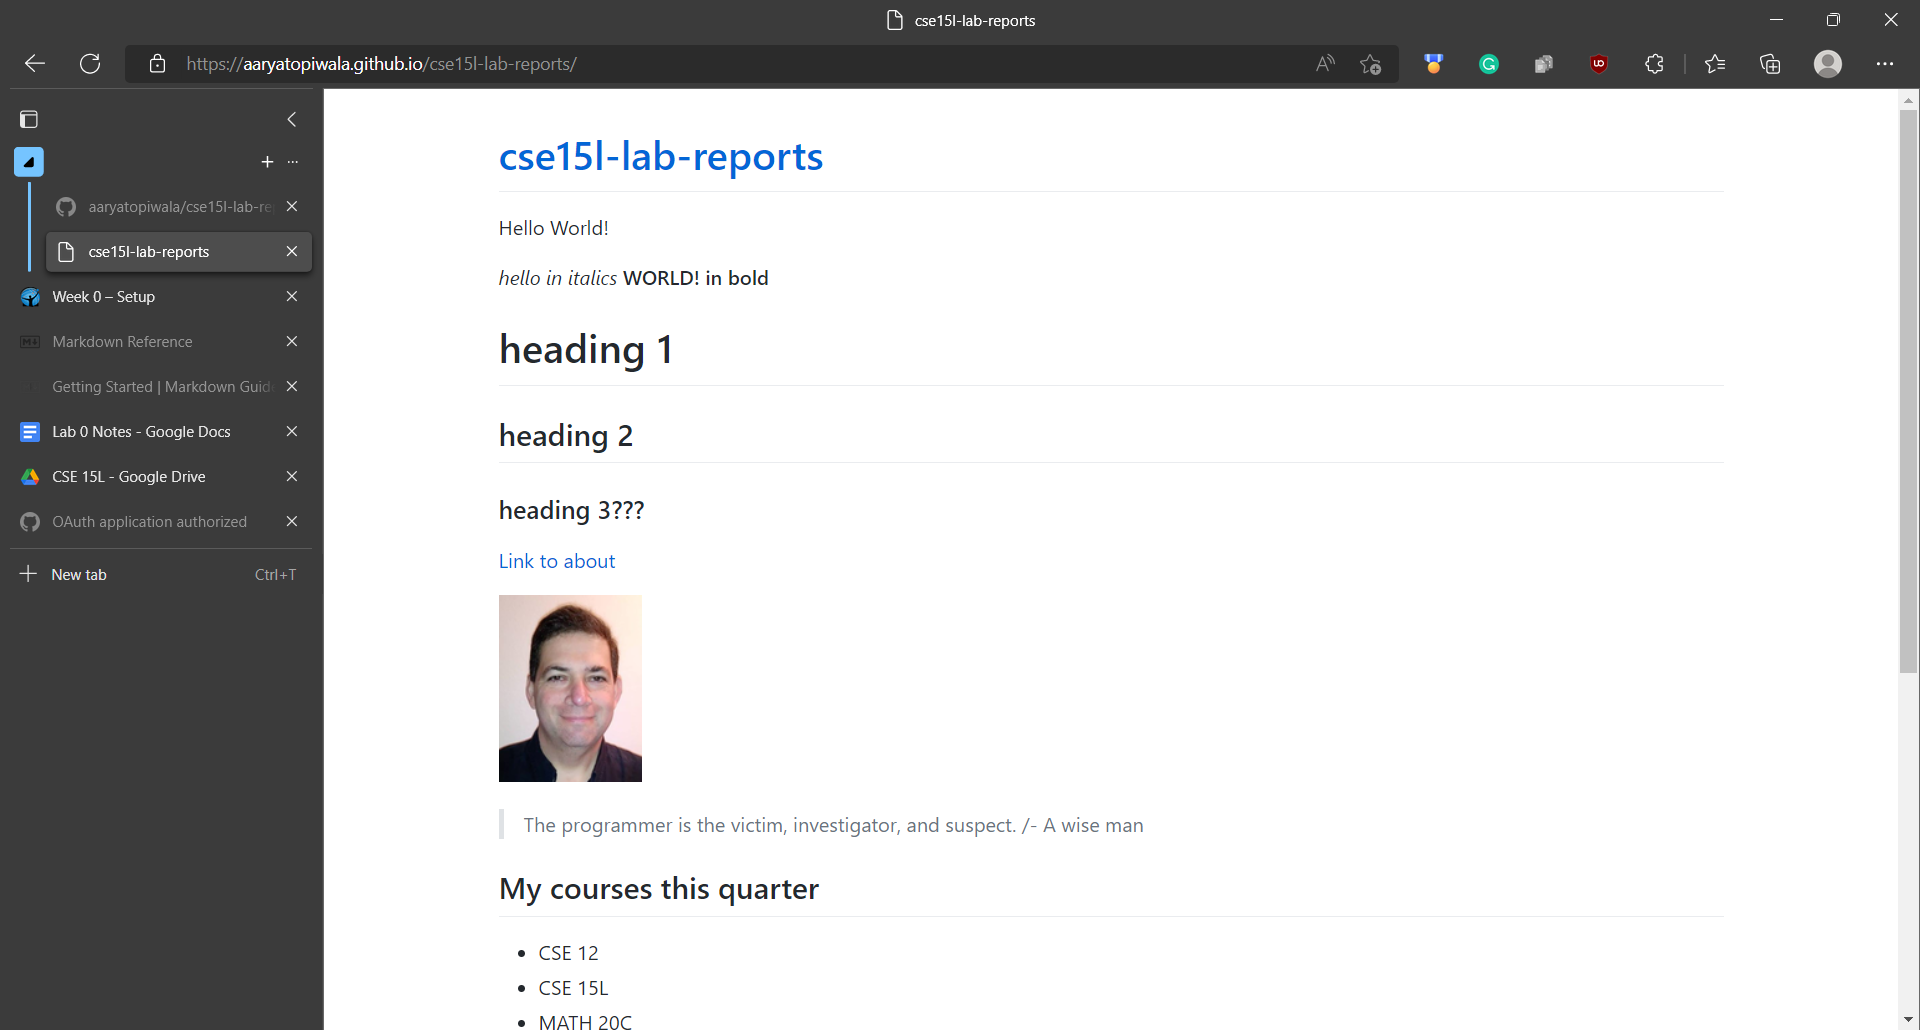 cse15l-lab-reports
https://aaryatopiwala.github.io/cse15l-lab-reports/
aaryatopiwala/cse15l-lab-re
cse15l-lab-reports
Week 0 – Setup
Markdown Reference
Getting Started | Markdown Guid
Lab 0 Notes - Google Docs
CSE 15L - Google Drive
OAuth application authorized
New tab Ctrl+T
cse15l-lab-reports
Hello World!
hello in italics WORLD! in bold
heading 1
heading 2
heading 3???
Link to about
The programmer is the victim, investigator, and suspect. /- A wise man
My courses this quarter
• CSE 12
• CSE 15L
• MATH 20C